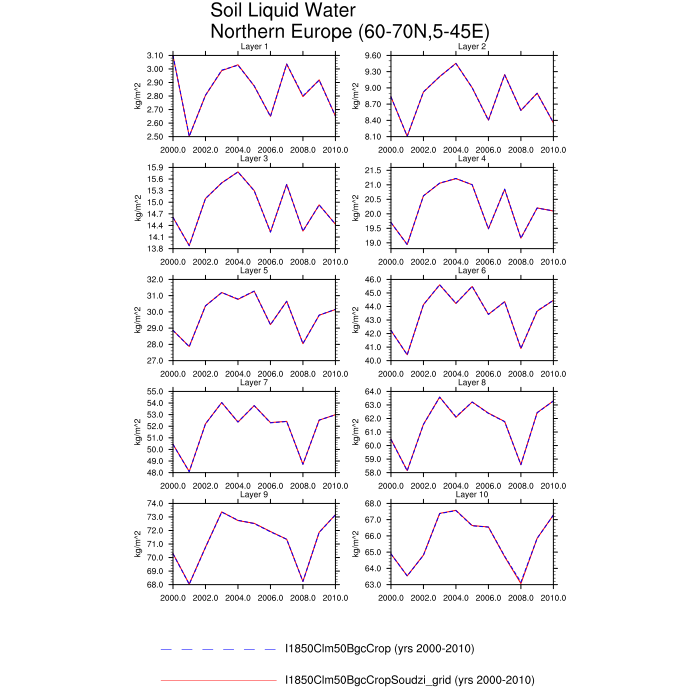 Soil Liquid Water
Northern Europe (60-70N,5-45E)
Layer 1
3.10
3.00
2.90
2.80
2.70
2.60
2.50
kg/m^2
2000.0 2002.0 2004.0 2006.0 2008.0 2010.0
Layer 2
9.60
9.30
9.00
8.70
8.40
8.10
kg/m^2
2000.0 2002.0 2004.0 2006.0 2008.0 2010.0
Layer 3
15.9
15.6
15.3
15.0
14.7
14.4
14.1
13.8
kg/m^2
2000.0 2002.0 2004.0 2006.0 2008.0 2010.0
Layer 4
21.5
21.0
20.5
20.0
19.5
19.0
kg/m^2
2000.0 2002.0 2004.0 2006.0 2008.0 2010.0
Layer 5
32.0
31.0
30.0
29.0
28.0
27.0
kg/m^2
2000.0 2002.0 2004.0 2006.0 2008.0 2010.0
Layer 6
46.0
45.0
44.0
43.0
42.0
41.0
40.0
kg/m^2
2000.0 2002.0 2004.0 2006.0 2008.0 2010.0
Layer 7
55.0
54.0
53.0
52.0
51.0
50.0
49.0
48.0
kg/m^2
2000.0 2002.0 2004.0 2006.0 2008.0 2010.0
Layer 8
64.0
63.0
62.0
61.0
60.0
59.0
58.0
kg/m^2
2000.0 2002.0 2004.0 2006.0 2008.0 2010.0
Layer 9
74.0
73.0
72.0
71.0
70.0
69.0
68.0
kg/m^2
2000.0 2002.0 2004.0 2006.0 2008.0 2010.0
Layer 10
68.0
67.0
66.0
65.0
64.0
63.0
kg/m^2
2000.0 2002.0 2004.0 2006.0 2008.0 2010.0
I1850Clm50BgcCrop (yrs 2000-2010)
I1850Clm50BgcCropSoudzi_grid (yrs 2000-2010)